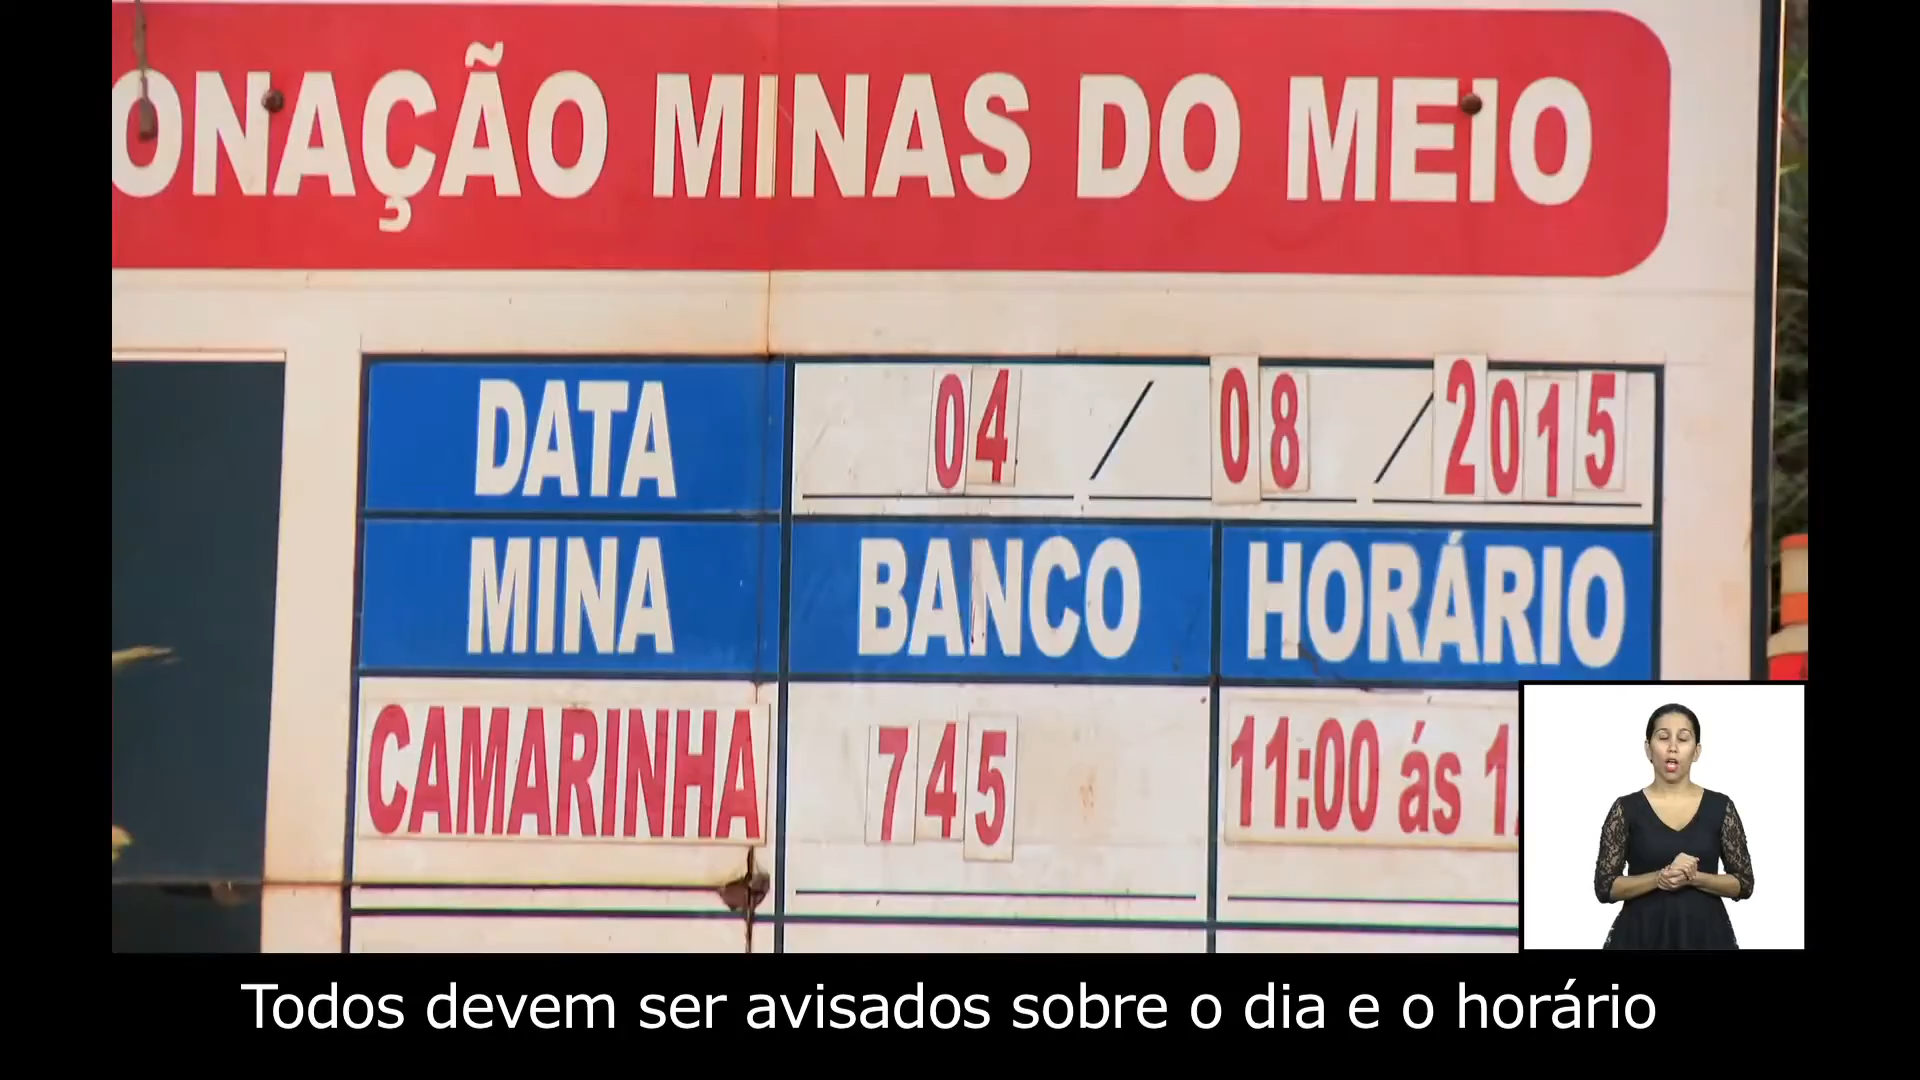 ONAÇÃO MINAS DO MEIO
DATA 04 / 08 / 2015
MINA BANCO HORÁRIO
CAMARINHA 745 11:00 ás
Todos devem ser avisados sobre o dia e o horário